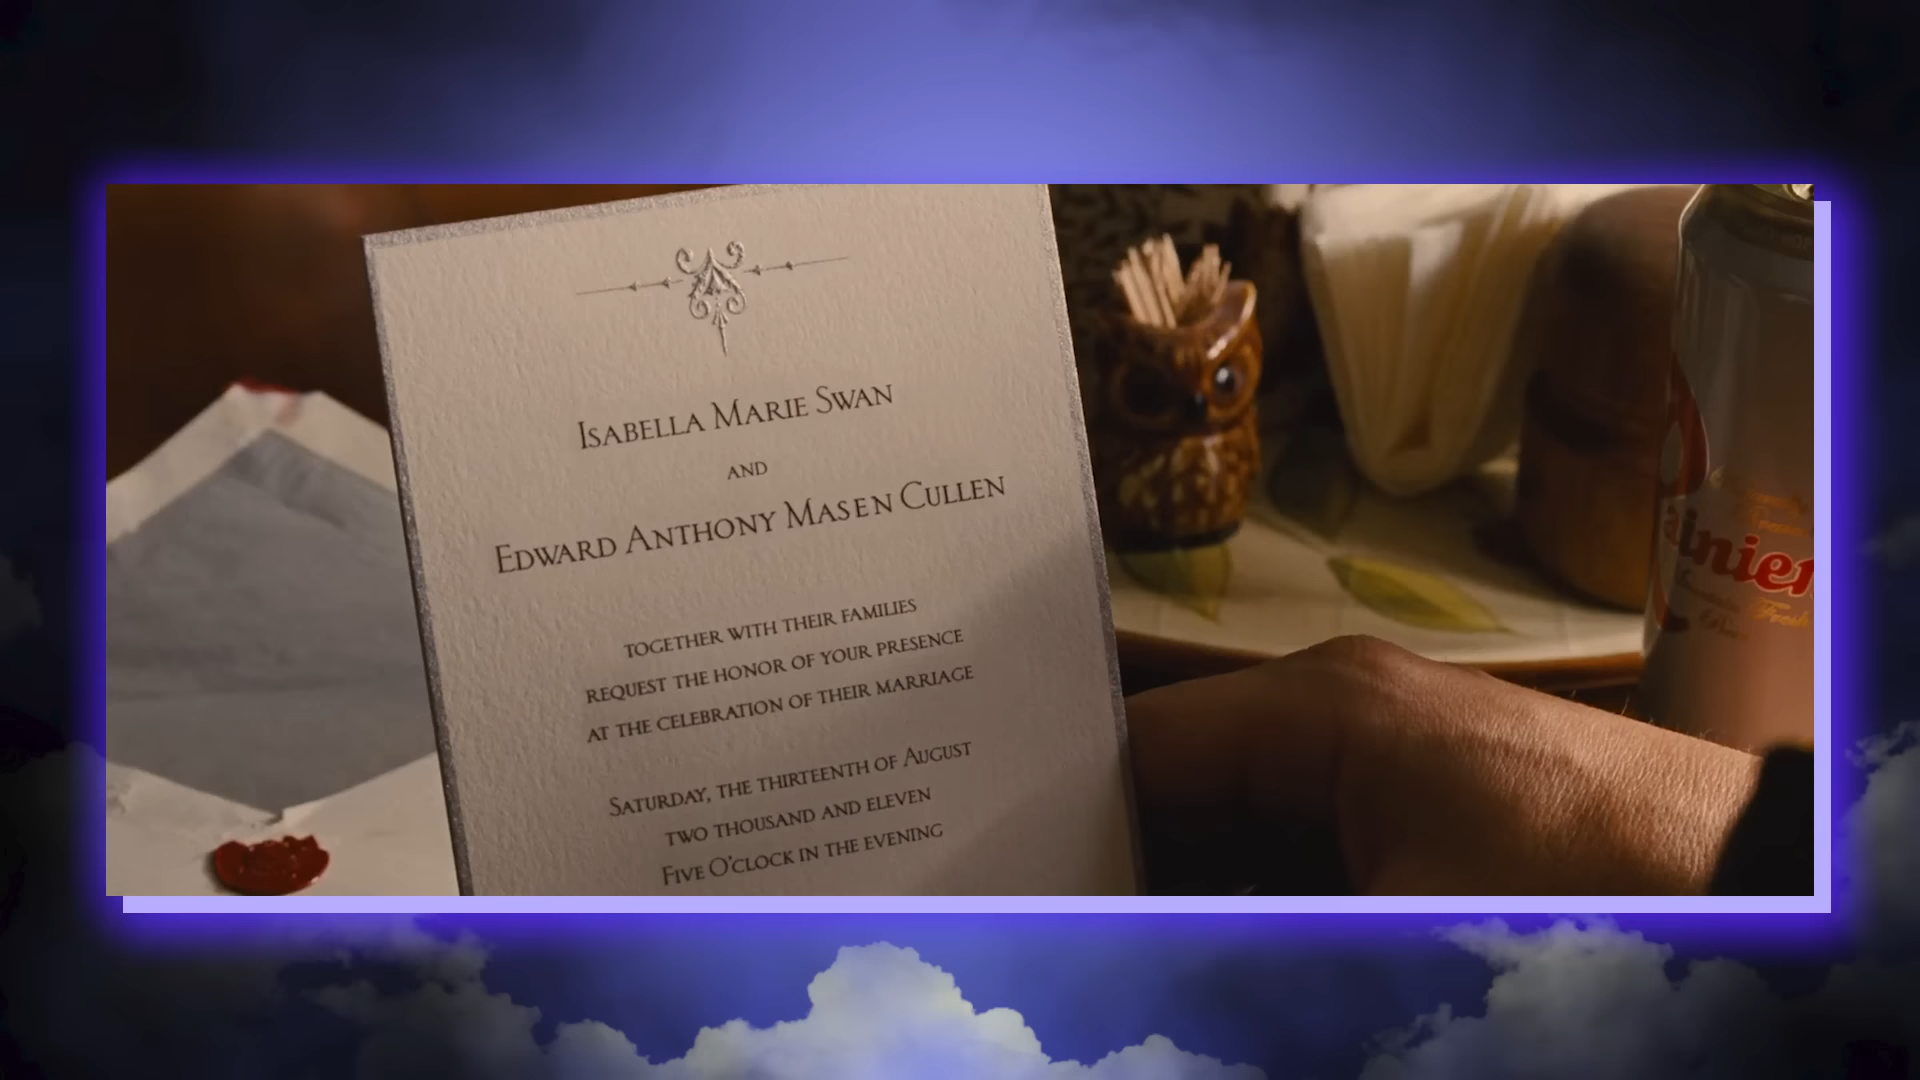 Isabella Marie Swan
and
Edward Anthony Masen Cullen
together with their families
request the honor of your presence
at the celebration of their marriage
Saturday, the thirteenth of August
two thousand and eleven
Five O'clock in the evening
ainier
Fresh